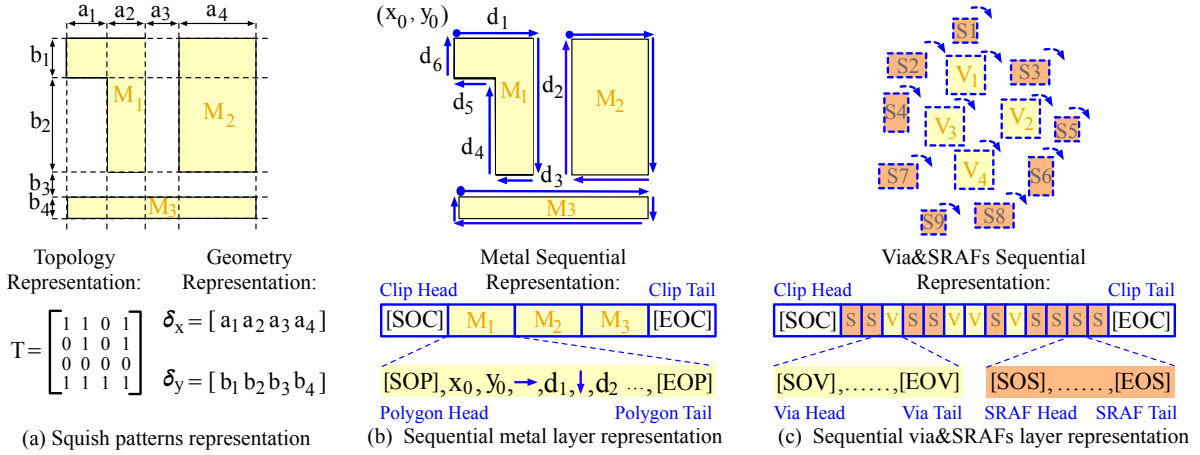 a₁ a₂ a₃ a₄
b₁
b₂
b₃
b₄
M₁
M₂
M₃
Topology
Representation:
Geometry
Representation:
T =
1 1 0 1
0 1 0 1
0 0 0 0
1 1 1 1
δₓ = [ a₁ a₂ a₃ a₄ ]
δᵧ = [ b₁ b₂ b₃ b₄ ]
(a) Squish patterns representation
(x₀, y₀)
d₁
d₆
M₁
d₂
M₂
d₅
d₄
d₃
M₃
Metal Sequential
Representation:
Clip Head
Clip Tail
[SOC] M₁ M₂ M₃ [EOC]
[SOP], x₀, y₀, →, d₁, ↓, d₂ ..., [EOP]
Polygon Head
Polygon Tail
(b) Sequential metal layer representation
S1
S2
V₁
S3
S4
V₃
V₂
S5
S7
V₄
S6
S9
S8
Via&SRAFs Sequential
Representation:
Clip Head
Clip Tail
[SOC] S S V S S V V S V S S S S [EOC]
[SOV],......,[EOV]
[SOS], ......, [EOS]
Via Head
Via Tail
SRAF Head
SRAF Tail
(c) Sequential via&SRAFs layer representation